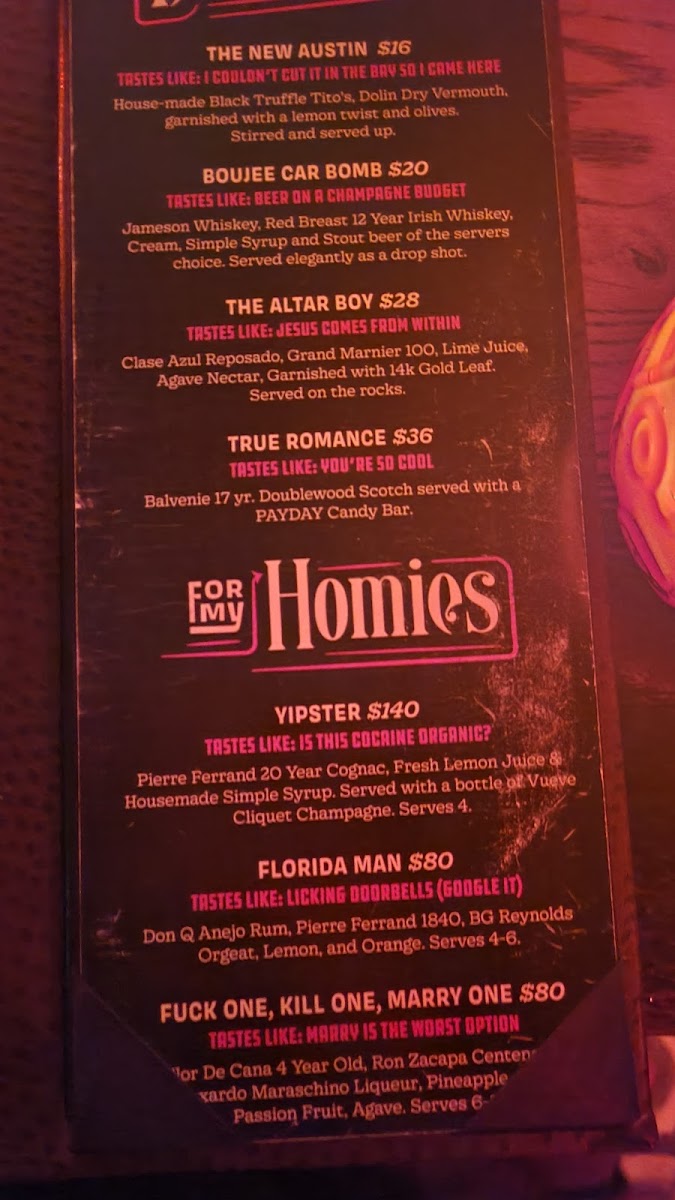 THE NEW AUSTIN $16
TASTES LIKE: I COULDN'T CUT IT IN THE BAY SO I CAME HERE
House-made Black Truffle Tito's, Dolin Dry Vermouth,
garnished with a lemon twist and olives.
Stirred and served up.
BOUJEE CAR BOMB $20
TASTES LIKE: BEER ON A CHAMPAGNE BUDGET
Jameson Whiskey, Red Breast 12 Year Irish Whiskey,
Cream, Simple Syrup and Stout beer of the servers
choice. Served elegantly as a drop shot.
THE ALTAR BOY $28
TASTES LIKE: JESUS COMES FROM WITHIN
Clase Azul Reposado, Grand Marnier 100, Lime Juice,
Agave Nectar, Garnished with 14k Gold Leaf.
Served on the rocks.
TRUE ROMANCE $36
TASTES LIKE: YOU'RE SO COOL
Balvenie 17 yr. Doublewood Scotch served with a
PAYDAY Candy Bar.
FOR MY Homies
YIPSTER $140
TASTES LIKE: IS THIS COCAINE ORGANIC?
Pierre Ferrand 20 Year Cognac, Fresh Lemon Juice &
Housemade Simple Syrup. Served with a bottle of Vueve
Cliquet Champagne. Serves 4.
FLORIDA MAN $80
TASTES LIKE: LICKING DOORBELLS (GOOGLE IT)
Don Q Anejo Rum, Pierre Ferrand 1840, BG Reynolds
Orgeat, Lemon, and Orange. Serves 4-6.
FUCK ONE, KILL ONE, MARRY ONE $80
TASTES LIKE: MARRY IS THE WORST OPTION
De Cana 4 Year Old, Ron Zacapa
Maraschino Liqueur, Pineapple
Passion Fruit, Agave. Serves 6-